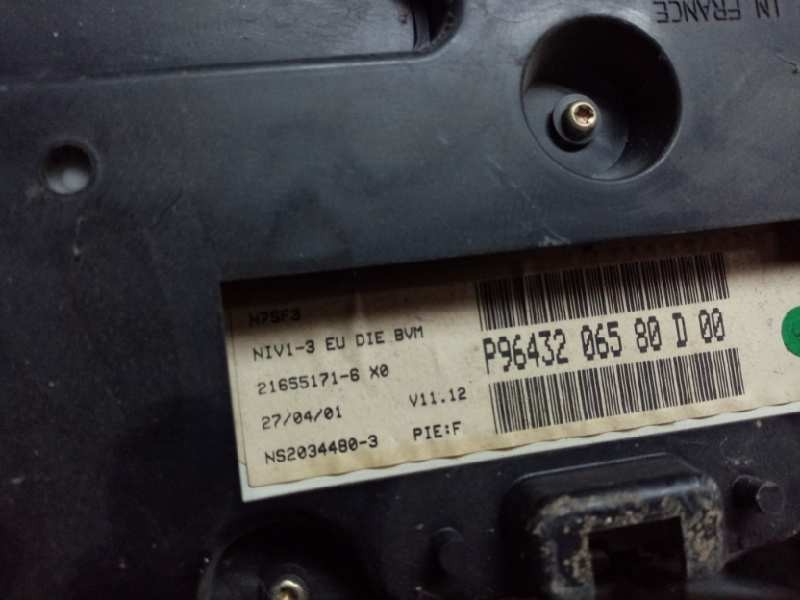 IN FRANCE
H7SF3
NIV1-3 EU DIE BVM
21655171-6 X0
27/04/01 V11.12
NS2034480-3 PIE:F
P96432 065 80 D 00